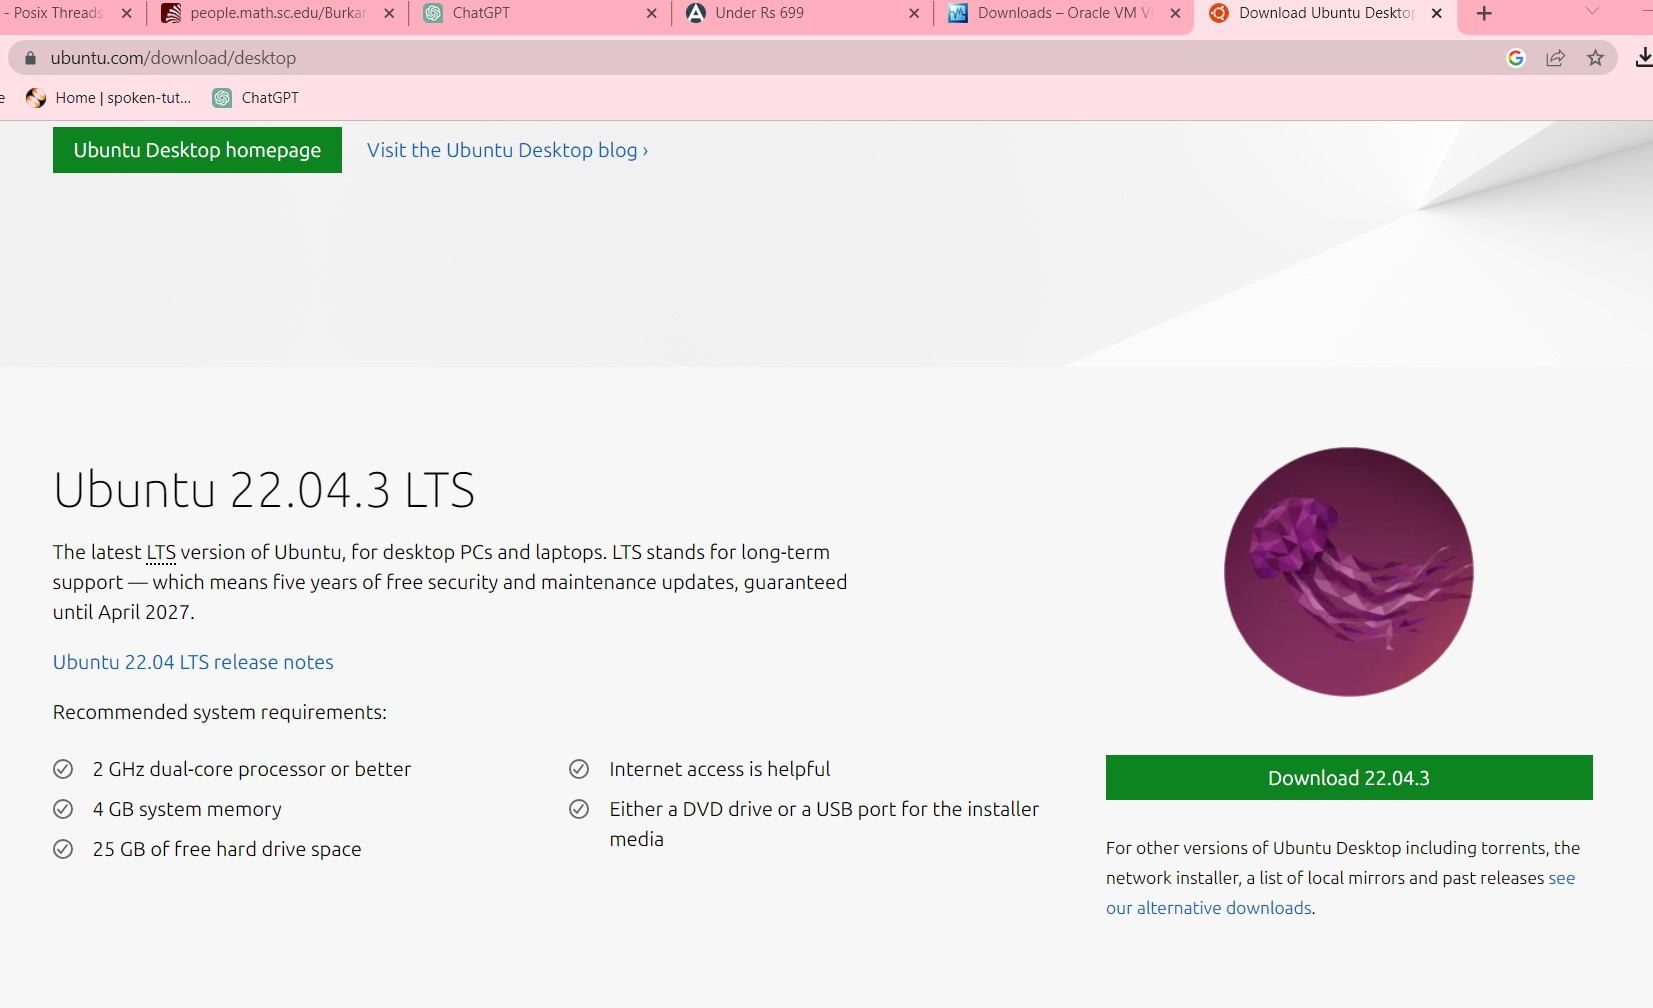 - Posix Threads
people.math.sc.edu/Burkar
ChatGPT
Under Rs 699
Downloads – Oracle VM Vi
Download Ubuntu Desktop
ubuntu.com/download/desktop
e
Home | spoken-tut...
ChatGPT
Ubuntu Desktop homepage
Visit the Ubuntu Desktop blog ›
Ubuntu 22.04.3 LTS
The latest LTS version of Ubuntu, for desktop PCs and laptops. LTS stands for long-term
support — which means five years of free security and maintenance updates, guaranteed
until April 2027.
Ubuntu 22.04 LTS release notes
Recommended system requirements:
2 GHz dual-core processor or better
4 GB system memory
25 GB of free hard drive space
Internet access is helpful
Either a DVD drive or a USB port for the installer
media
Download 22.04.3
For other versions of Ubuntu Desktop including torrents, the
network installer, a list of local mirrors and past releases see
our alternative downloads.